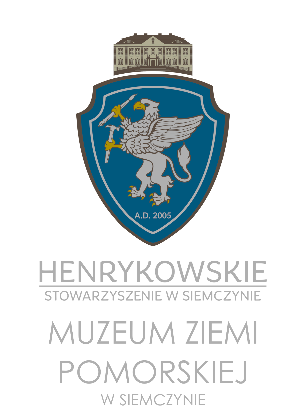 A.D. 2005
HENRYKOWSKIE
STOWARZYSZENIE W SIEMCZYNIE
MUZEUM ZIEMI
POMORSKIEJ
W SIEMCZYNIE